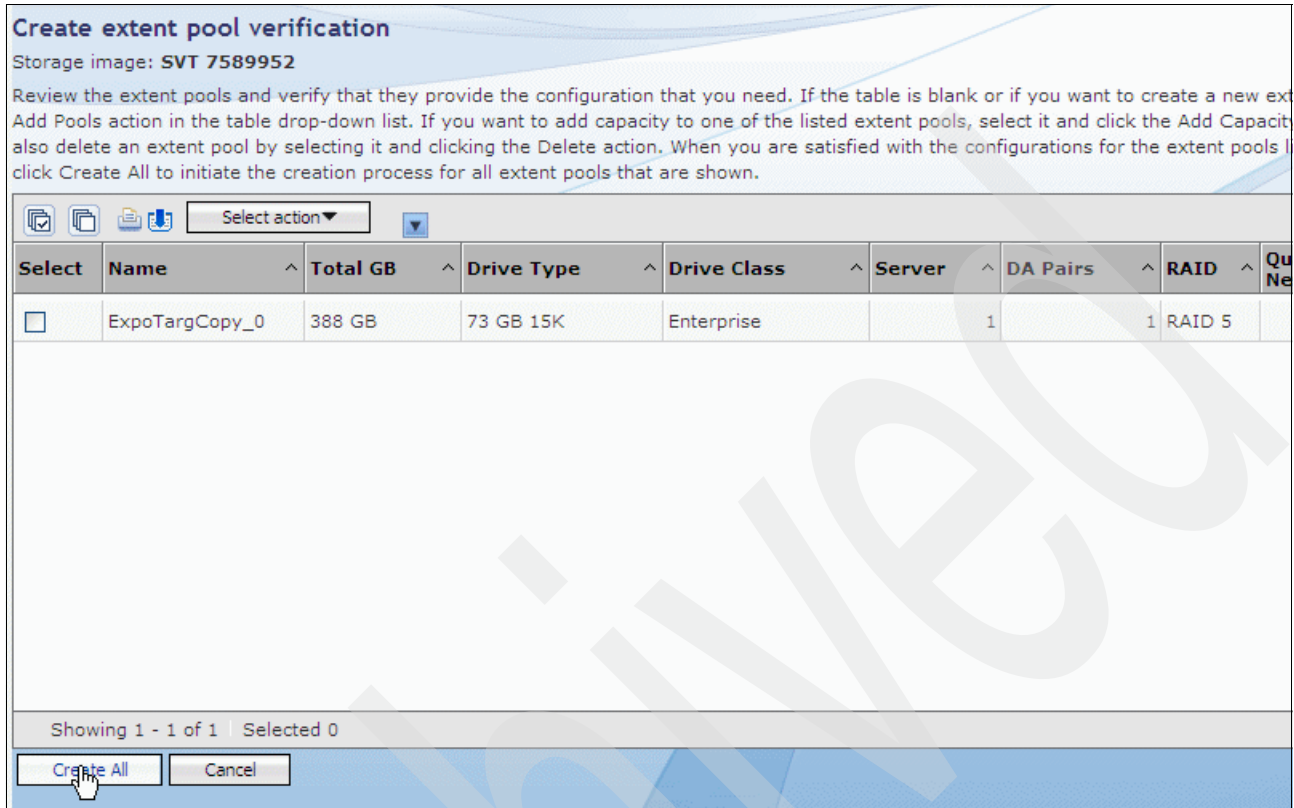 Create extent pool verification
Storage image: SVT 7589952
Review the extent pools and verify that they provide the configuration that you need. If the table is blank or if you want to create a new ext
Add Pools action in the table drop-down list. If you want to add capacity to one of the listed extent pools, select it and click the Add Capacity
also delete an extent pool by selecting it and clicking the Delete action. When you are satisfied with the configurations for the extent pools li
click Create All to initiate the creation process for all extent pools that are shown.
Select action
Select Name Total GB Drive Type Drive Class Server DA Pairs RAID Qu
Ne
ExpoTargCopy_0 388 GB 73 GB 15K Enterprise 1 1 RAID 5
Showing 1 - 1 of 1 Selected 0
Create All Cancel
hived